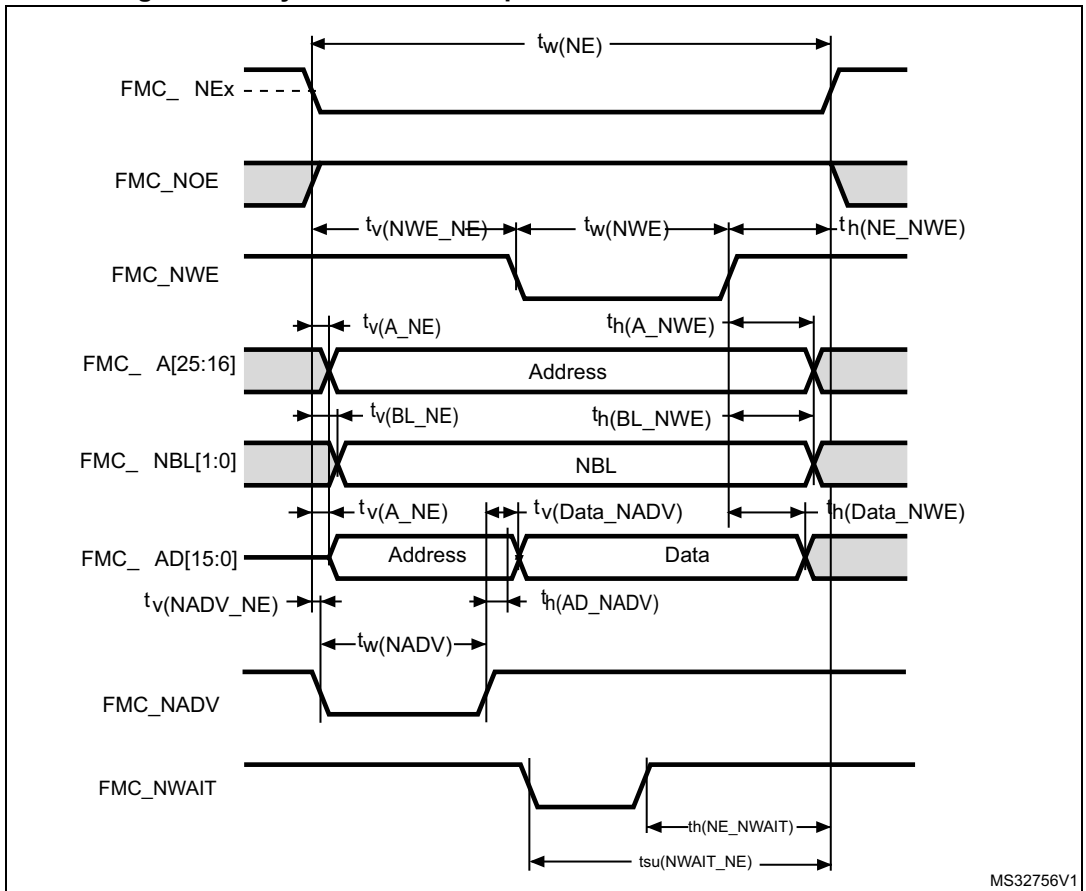 tw(NE)
FMC_ NEx
FMC_NOE
tv(NWE_NE)
tw(NWE)
th(NE_NWE)
FMC_NWE
tv(A_NE)
th(A_NWE)
FMC_ A[25:16]
Address
tv(BL_NE)
th(BL_NWE)
FMC_ NBL[1:0]
NBL
tv(A_NE)
tv(Data_NADV)
th(Data_NWE)
FMC_ AD[15:0]
Address
Data
tv(NADV_NE)
th(AD_NADV)
tw(NADV)
FMC_NADV
FMC_NWAIT
th(NE_NWAIT)
tsu(NWAIT_NE)
MS32756V1